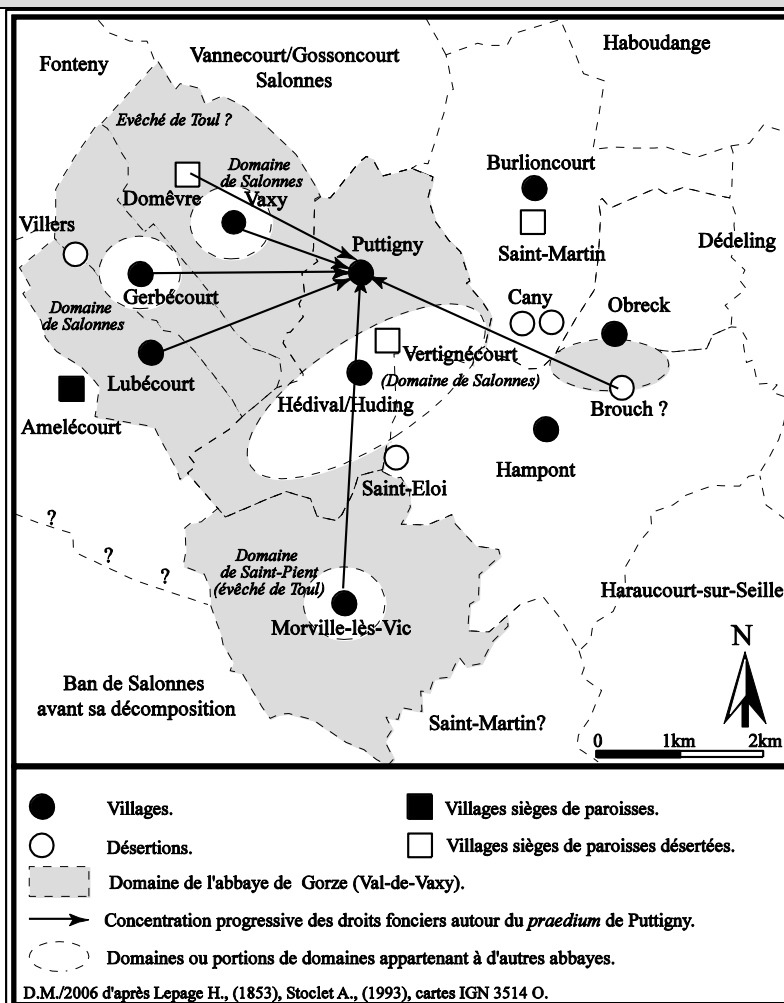 Haboudange
Vannecourt/Gossoncourt
Salonnes
Fonteny
Evêché de Toul ?
Burlioncourt
Domaine
de Salonnes
Domêvre
Vaxy
Villers
Puttigny
Saint-Martin
Dédeling
Gerbécourt
Cany
Obreck
Domaine
de Salonnes
Vertignécourt
(Domaine de Salonnes)
Lubécourt
Hédival/Huding
Brouch ?
Amelécourt
Hampont
Saint-Eloi
?
?
?
Domaine
de Saint-Pient
(évêché de Toul)
Haraucourt-sur-Seille
Morville-lès-Vic
N
Ban de Salonnes
avant sa décomposition
Saint-Martin?
0 1km 2km
Villages.
Villages sièges de paroisses.
Désertions.
Villages sièges de paroisses désertées.
Domaine de l'abbaye de Gorze (Val-de-Vaxy).
Concentration progressive des droits fonciers autour du praedium de Puttigny.
Domaines ou portions de domaines appartenant à d'autres abbayes.
D.M./2006 d'après Lepage H., (1853), Stoclet A., (1993), cartes IGN 3514 O.